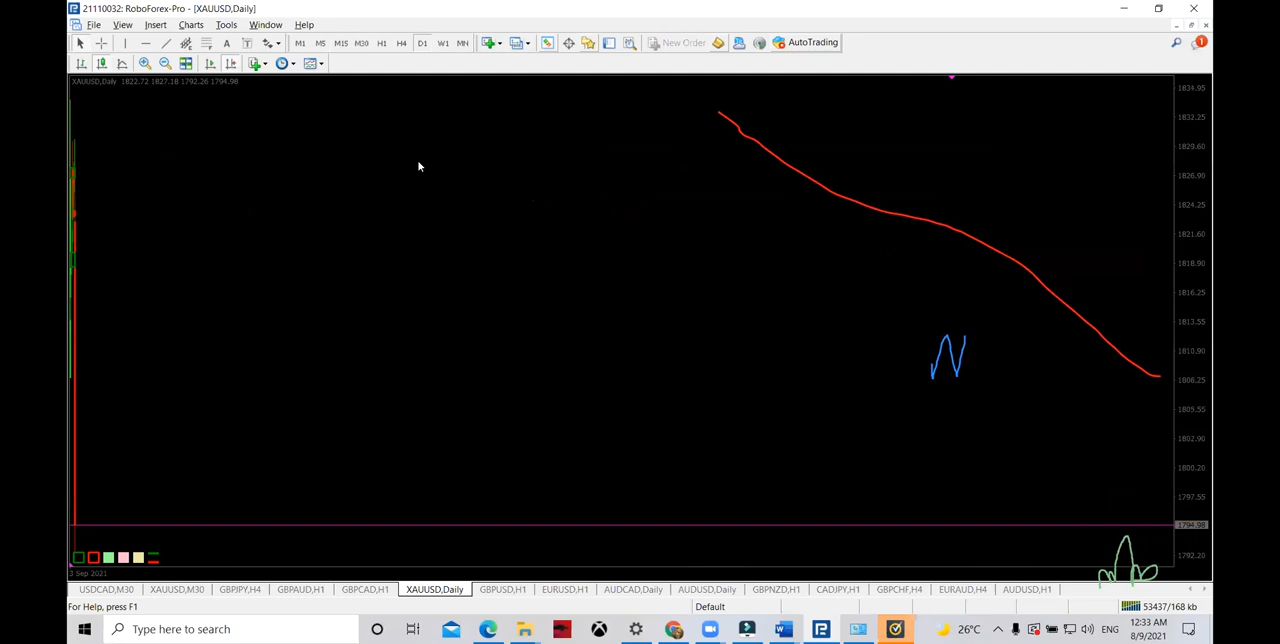 21110032: RoboForex-Pro - [XAUUSD,Daily]
File View Insert Charts Tools Window Help
M1 M5 M15 M30 H1 H4 D1 W1 MN New Order AutoTrading 1
XAUUSD,Daily 1822.72 1827.18 1792.26 1794.98
1834.95
1832.25
1829.60
1826.90
1824.25
1821.60
1818.90
1816.25
1813.55
1810.90
1806.25
1805.55
1802.90
1809.20
1797.55
1794.98
1792.20
3 Sep 2021
USDCAD,M30 XAUUSD,M30 GBPJPY,H4 GBPAUD,H1 GBPCAD,H1 XAUUSD,Daily GBPUSD,H1 EURUSD,H1 AUDCAD,Daily AUDUSD,Daily GBPNZD,H1 CADJPY,H1 GBPCHF,H4 EURAUD,H4 AUDUSD,H1
For Help, press F1 Default 53437/168 kb
Type here to search 26°C ENG 12:33 AM
8/9/2021